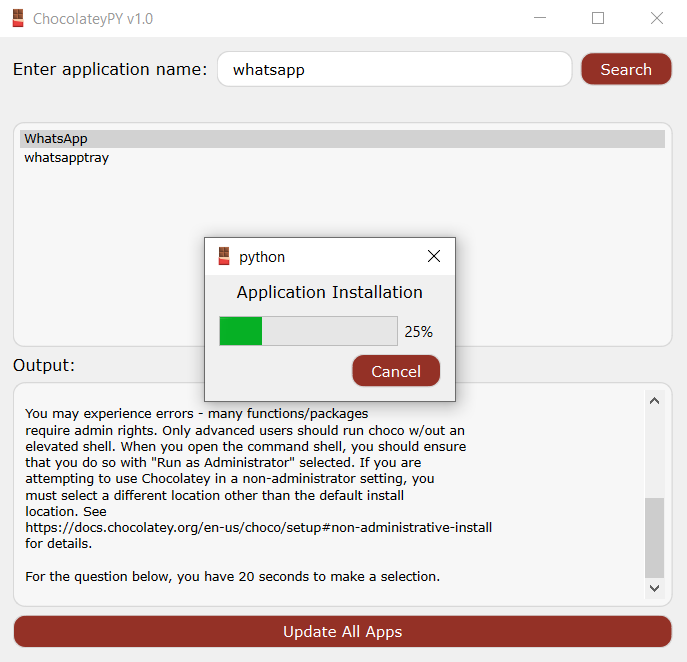 ChocolateyPY v1.0
Enter application name: whatsapp Search
WhatsApp
whatsapptray
python
Application Installation
25%
Cancel
Output:
You may experience errors - many functions/packages
require admin rights. Only advanced users should run choco w/out an
elevated shell. When you open the command shell, you should ensure
that you do so with "Run as Administrator" selected. If you are
attempting to use Chocolatey in a non-administrator setting, you
must select a different location other than the default install
location. See
https://docs.chocolatey.org/en-us/choco/setup#non-administrative-install
for details.
For the question below, you have 20 seconds to make a selection.
Update All Apps